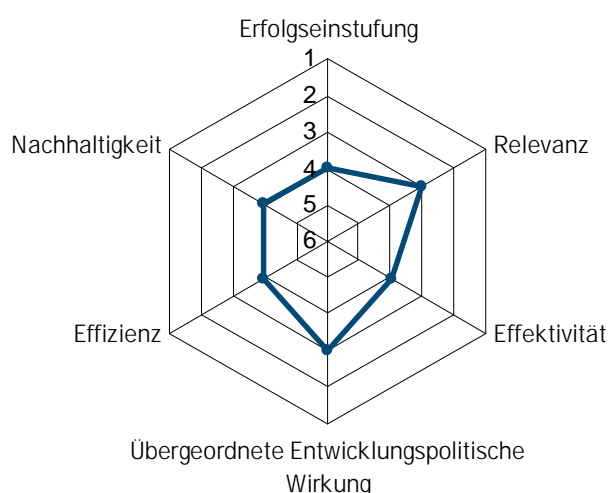 Erfolgseinstufung
1
2
3
4
5
6
Nachhaltigkeit
Relevanz
Effizienz
Effektivität
Übergeordnete Entwicklungspolitische
Wirkung